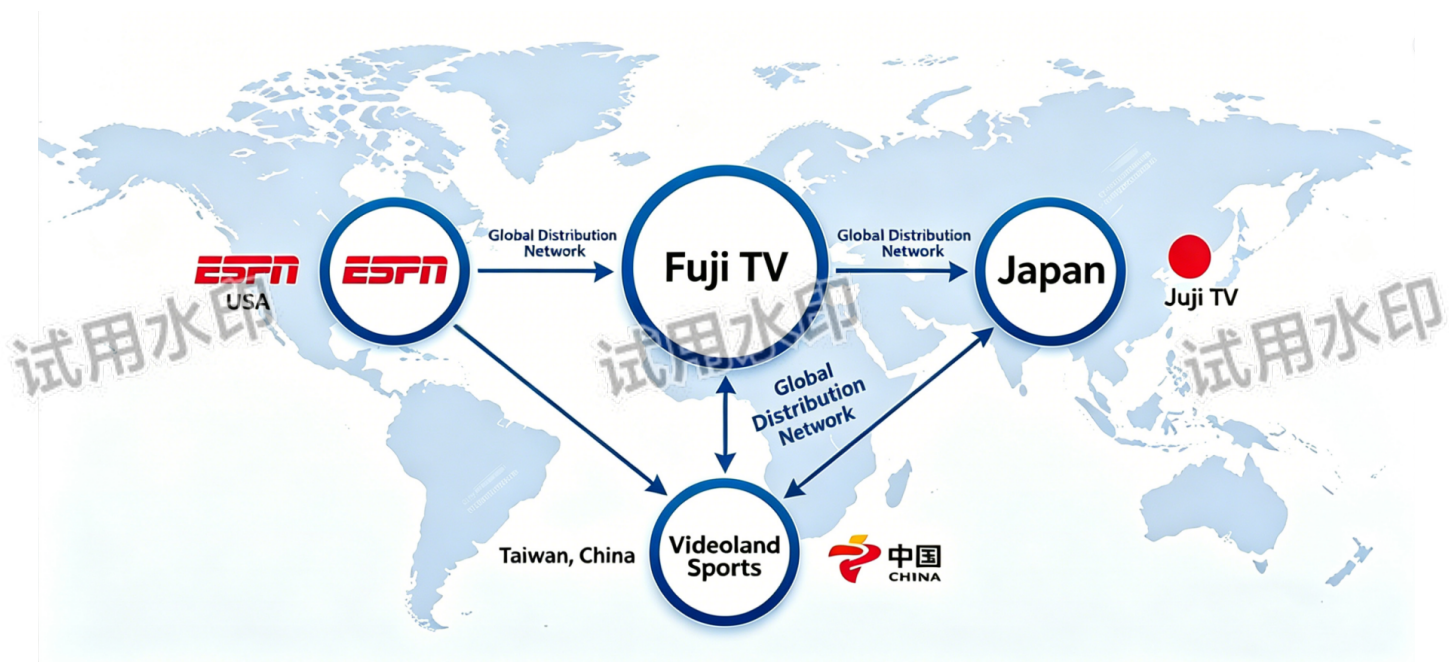 Global Distribution
Network
Global Distribution
Network
ESPN
USA
ESPN
Fuji TV
Japan
Juji TV
试用水印
试用水印
试用水印
Global
Distribution
Network
Taiwan, China
Videoland
Sports
中国
CHINA